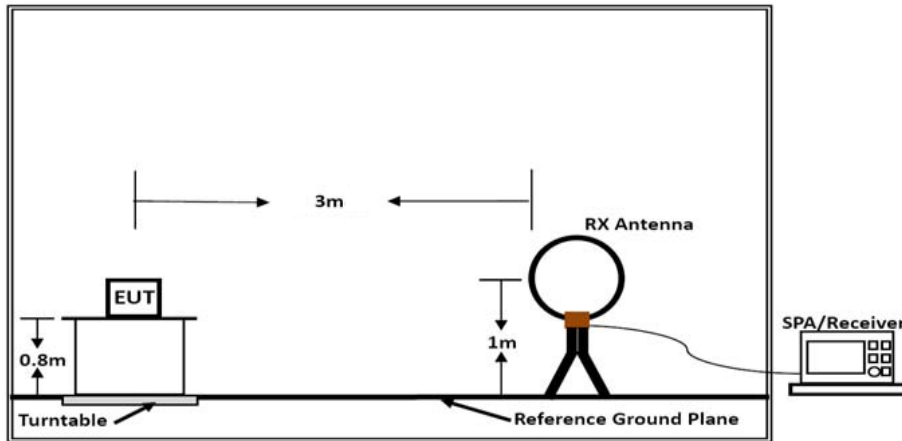 3m
RX Antenna
EUT
SPA/Receiver
0.8m
1m
Turntable
Reference Ground Plane